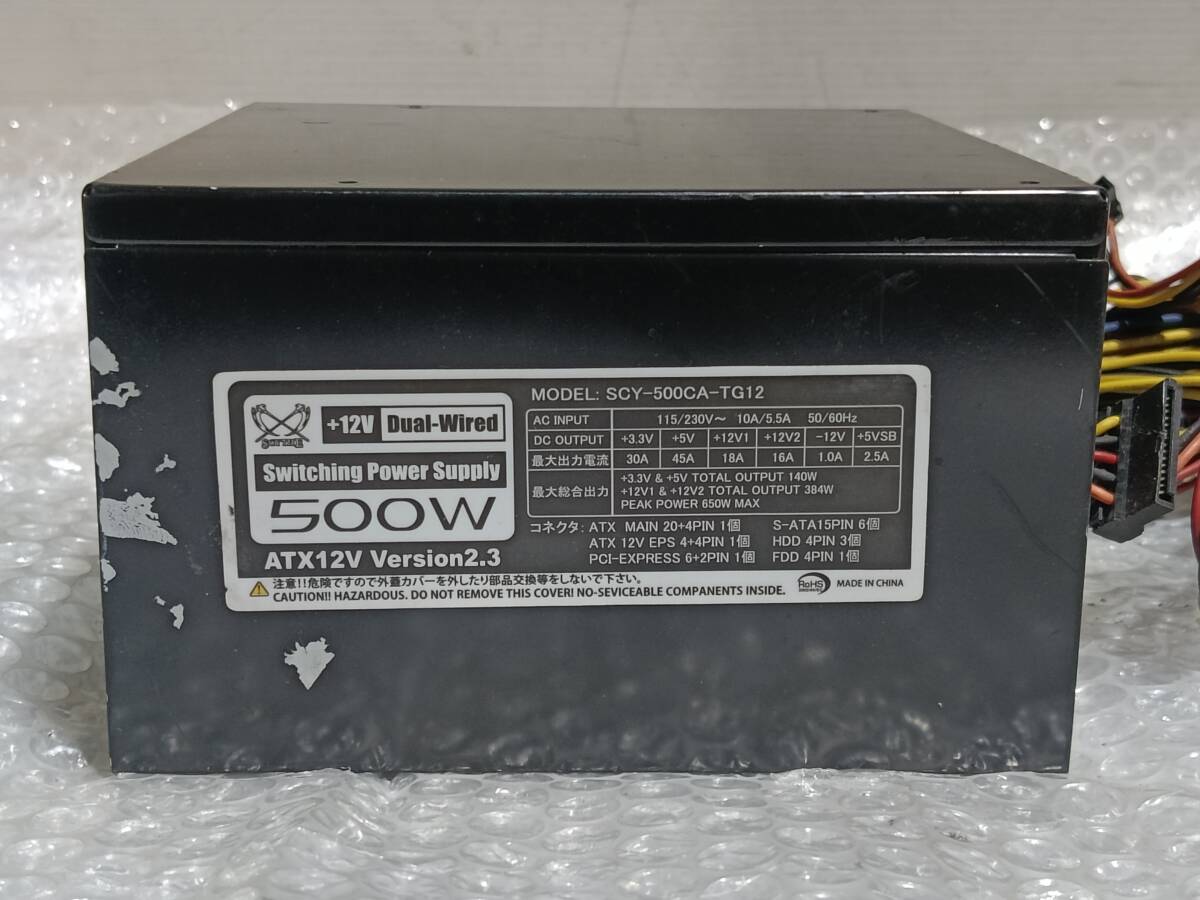 SCYTHE
+12V Dual-Wired
Switching Power Supply
500W
ATX12V Version2.3
MODEL: SCY-500CA-TG12
AC INPUT 115/230V～ 10A/5.5A 50/60Hz
DC OUTPUT +3.3V +5V +12V1 +12V2 -12V +5VSB
最大出力電流 30A 45A 18A 16A 1.0A 2.5A
最大総合出力 +3.3V & +5V TOTAL OUTPUT 140W
+12V1 & +12V2 TOTAL OUTPUT 384W
PEAK POWER 650W MAX
コネクタ: ATX MAIN 20+4PIN 1個 S-ATA15PIN 6個
ATX 12V EPS 4+4PIN 1個 HDD 4PIN 3個
PCI-EXPRESS 6+2PIN 1個 FDD 4PIN 1個
注意!!危険ですので外蓋カバーを外したり部品交換等をしないで下さい。
CAUTION!! HAZARDOUS. DO NOT REMOVE THIS COVER! NO-SEVICEABLE COMPONENTS INSIDE.
RoHS
MADE IN CHINA